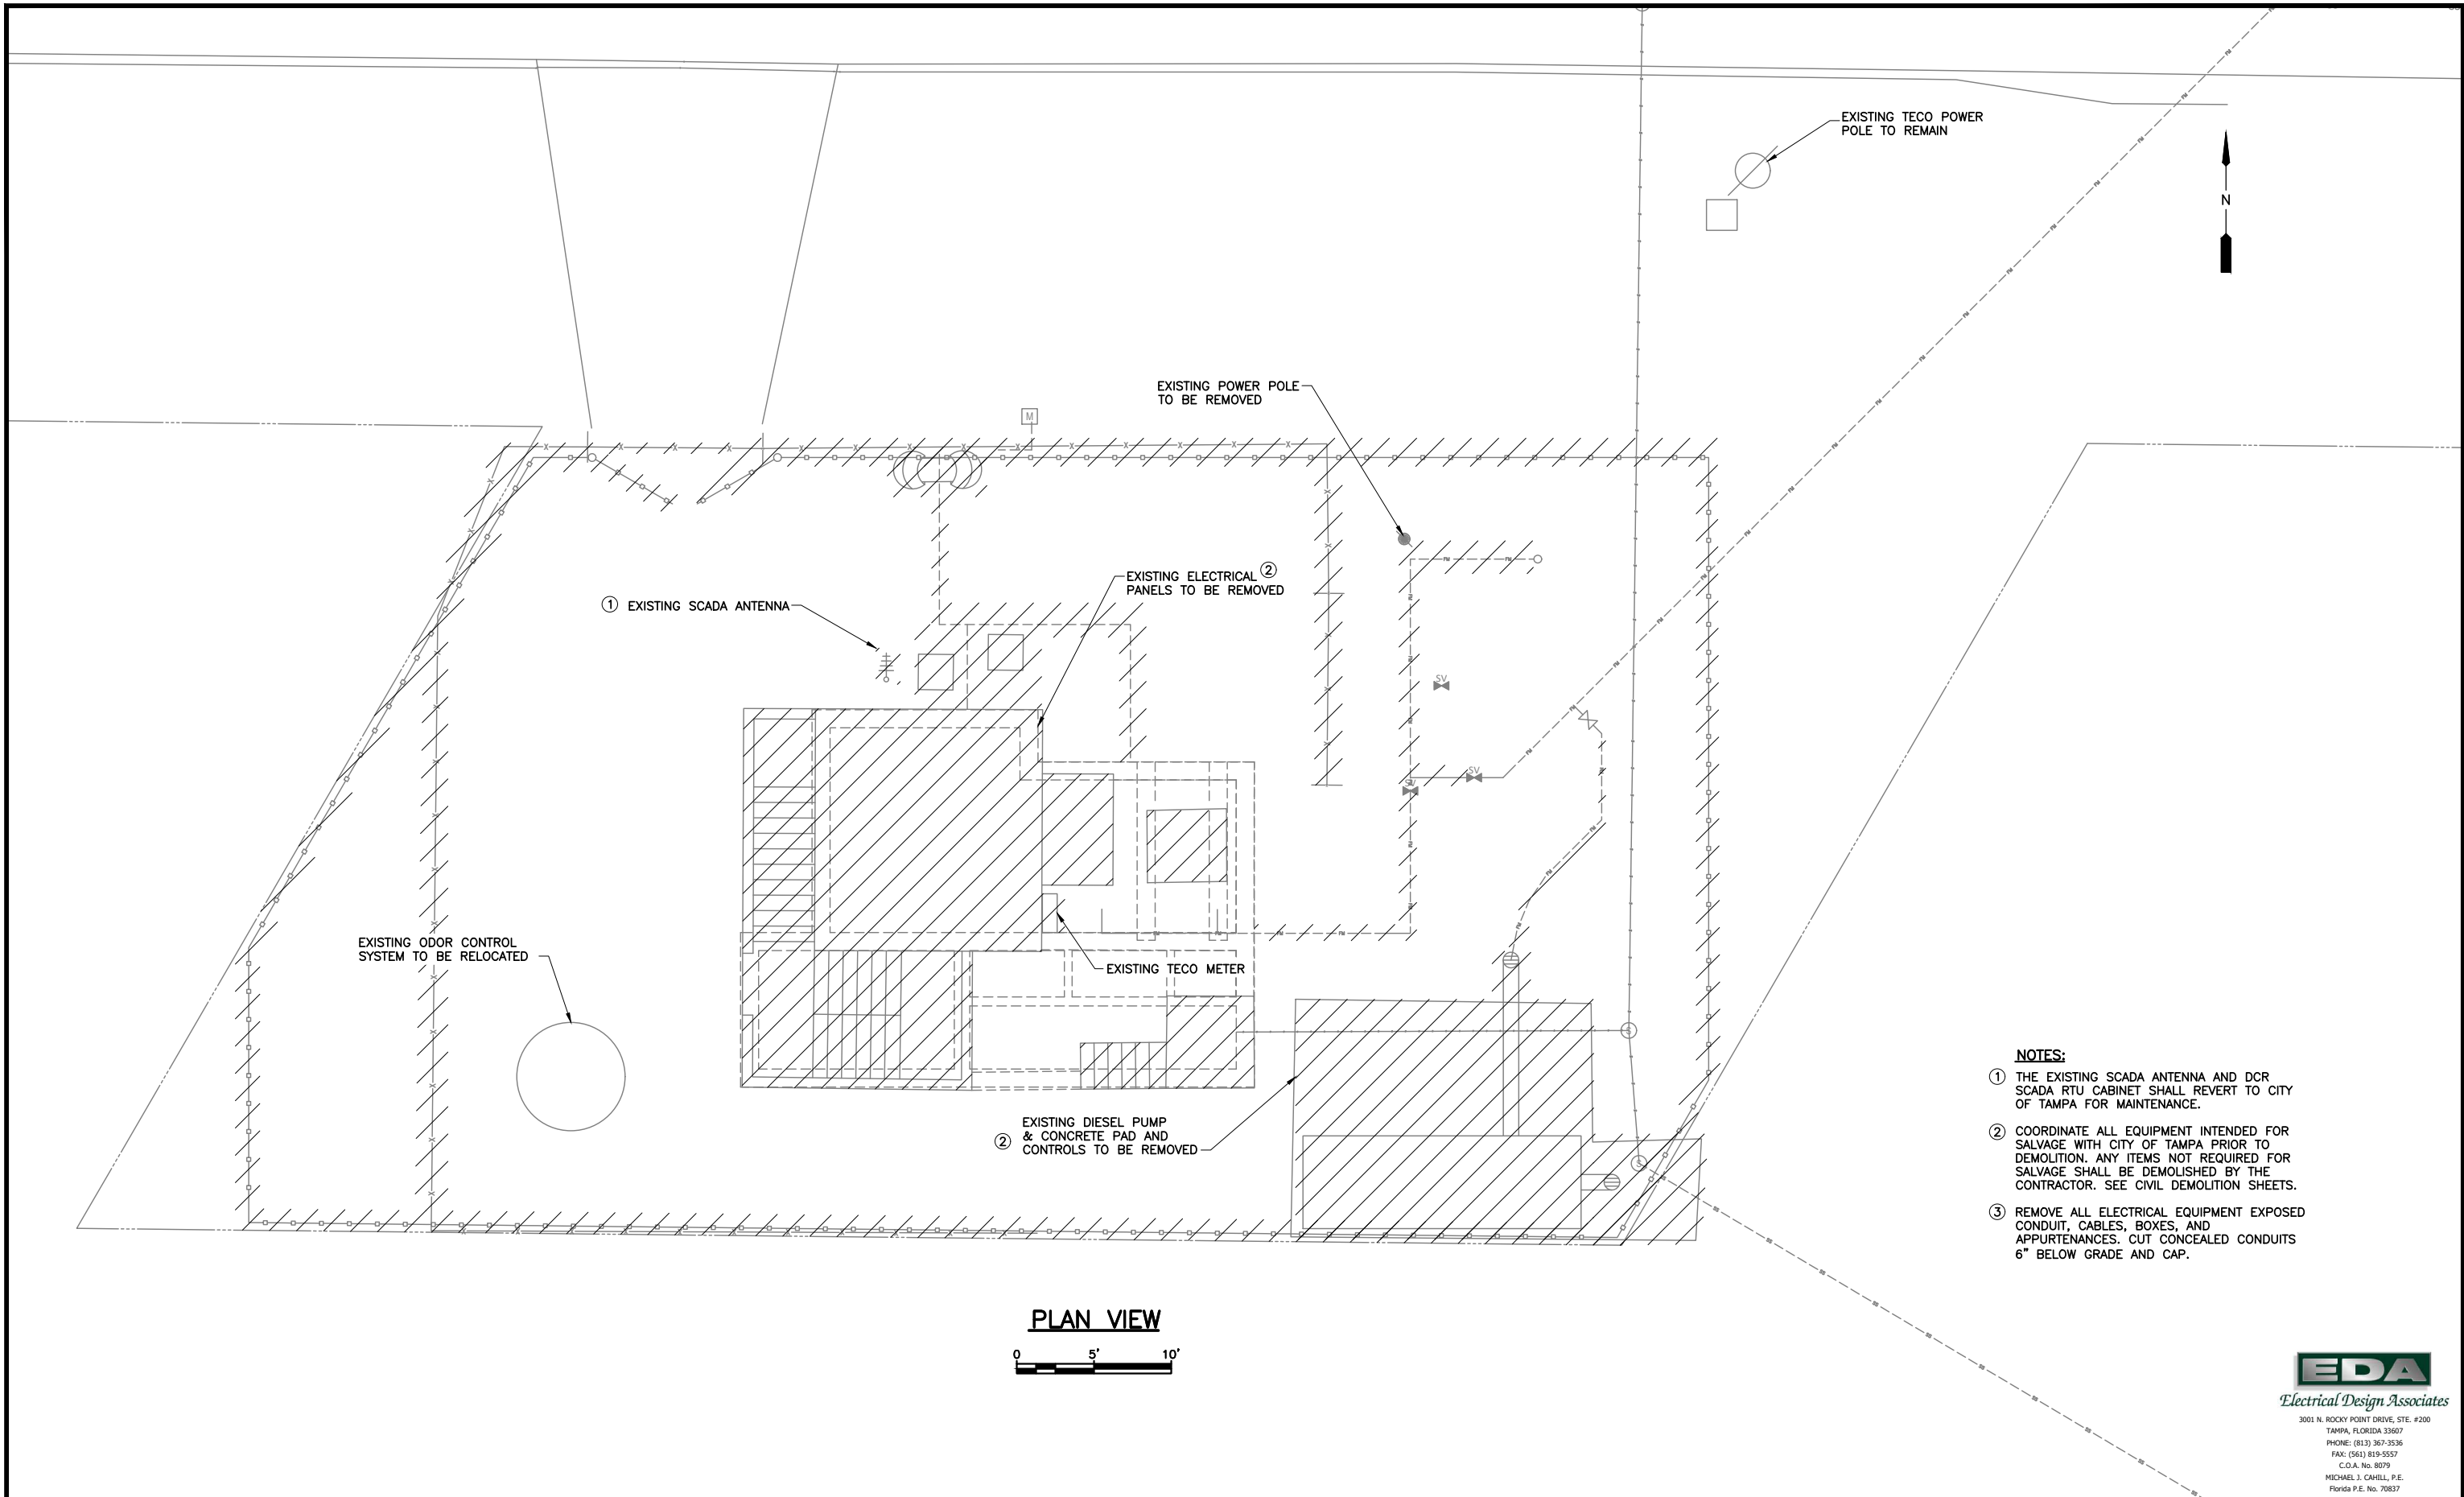 EXISTING TECO POWER
POLE TO REMAIN
N
EXISTING POWER POLE
TO BE REMOVED
M
EXISTING ELECTRICAL ②
PANELS TO BE REMOVED
① EXISTING SCADA ANTENNA
SV
SV
SV
EXISTING ODOR CONTROL
SYSTEM TO BE RELOCATED
EXISTING TECO METER
EXISTING DIESEL PUMP
② & CONCRETE PAD AND
CONTROLS TO BE REMOVED
NOTES:
① THE EXISTING SCADA ANTENNA AND DCR
SCADA RTU CABINET SHALL REVERT TO CITY
OF TAMPA FOR MAINTENANCE.
② COORDINATE ALL EQUIPMENT INTENDED FOR
SALVAGE WITH CITY OF TAMPA PRIOR TO
DEMOLITION. ANY ITEMS NOT REQUIRED FOR
SALVAGE SHALL BE DEMOLISHED BY THE
CONTRACTOR. SEE CIVIL DEMOLITION SHEETS.
③ REMOVE ALL ELECTRICAL EQUIPMENT EXPOSED
CONDUIT, CABLES, BOXES, AND
APPURTENANCES. CUT CONCEALED CONDUITS
6" BELOW GRADE AND CAP.
PLAN VIEW
0 5' 10'
EDA
Electrical Design Associates
3001 N. ROCKY POINT DRIVE, STE. #200
TAMPA, FLORIDA 33607
PHONE: (813) 367-3536
FAX: (561) 819-5557
C.O.A. No. 8079
MICHAEL J. CAHILL, P.E.
Florida P.E. No. 70837